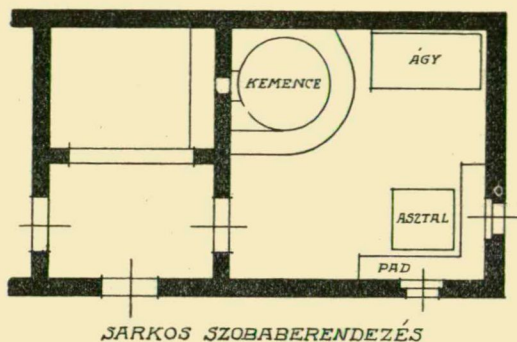 ÁGY
KEMENCE
ASZTAL
PAD
SARKOS SZOBABERENDEZÉS